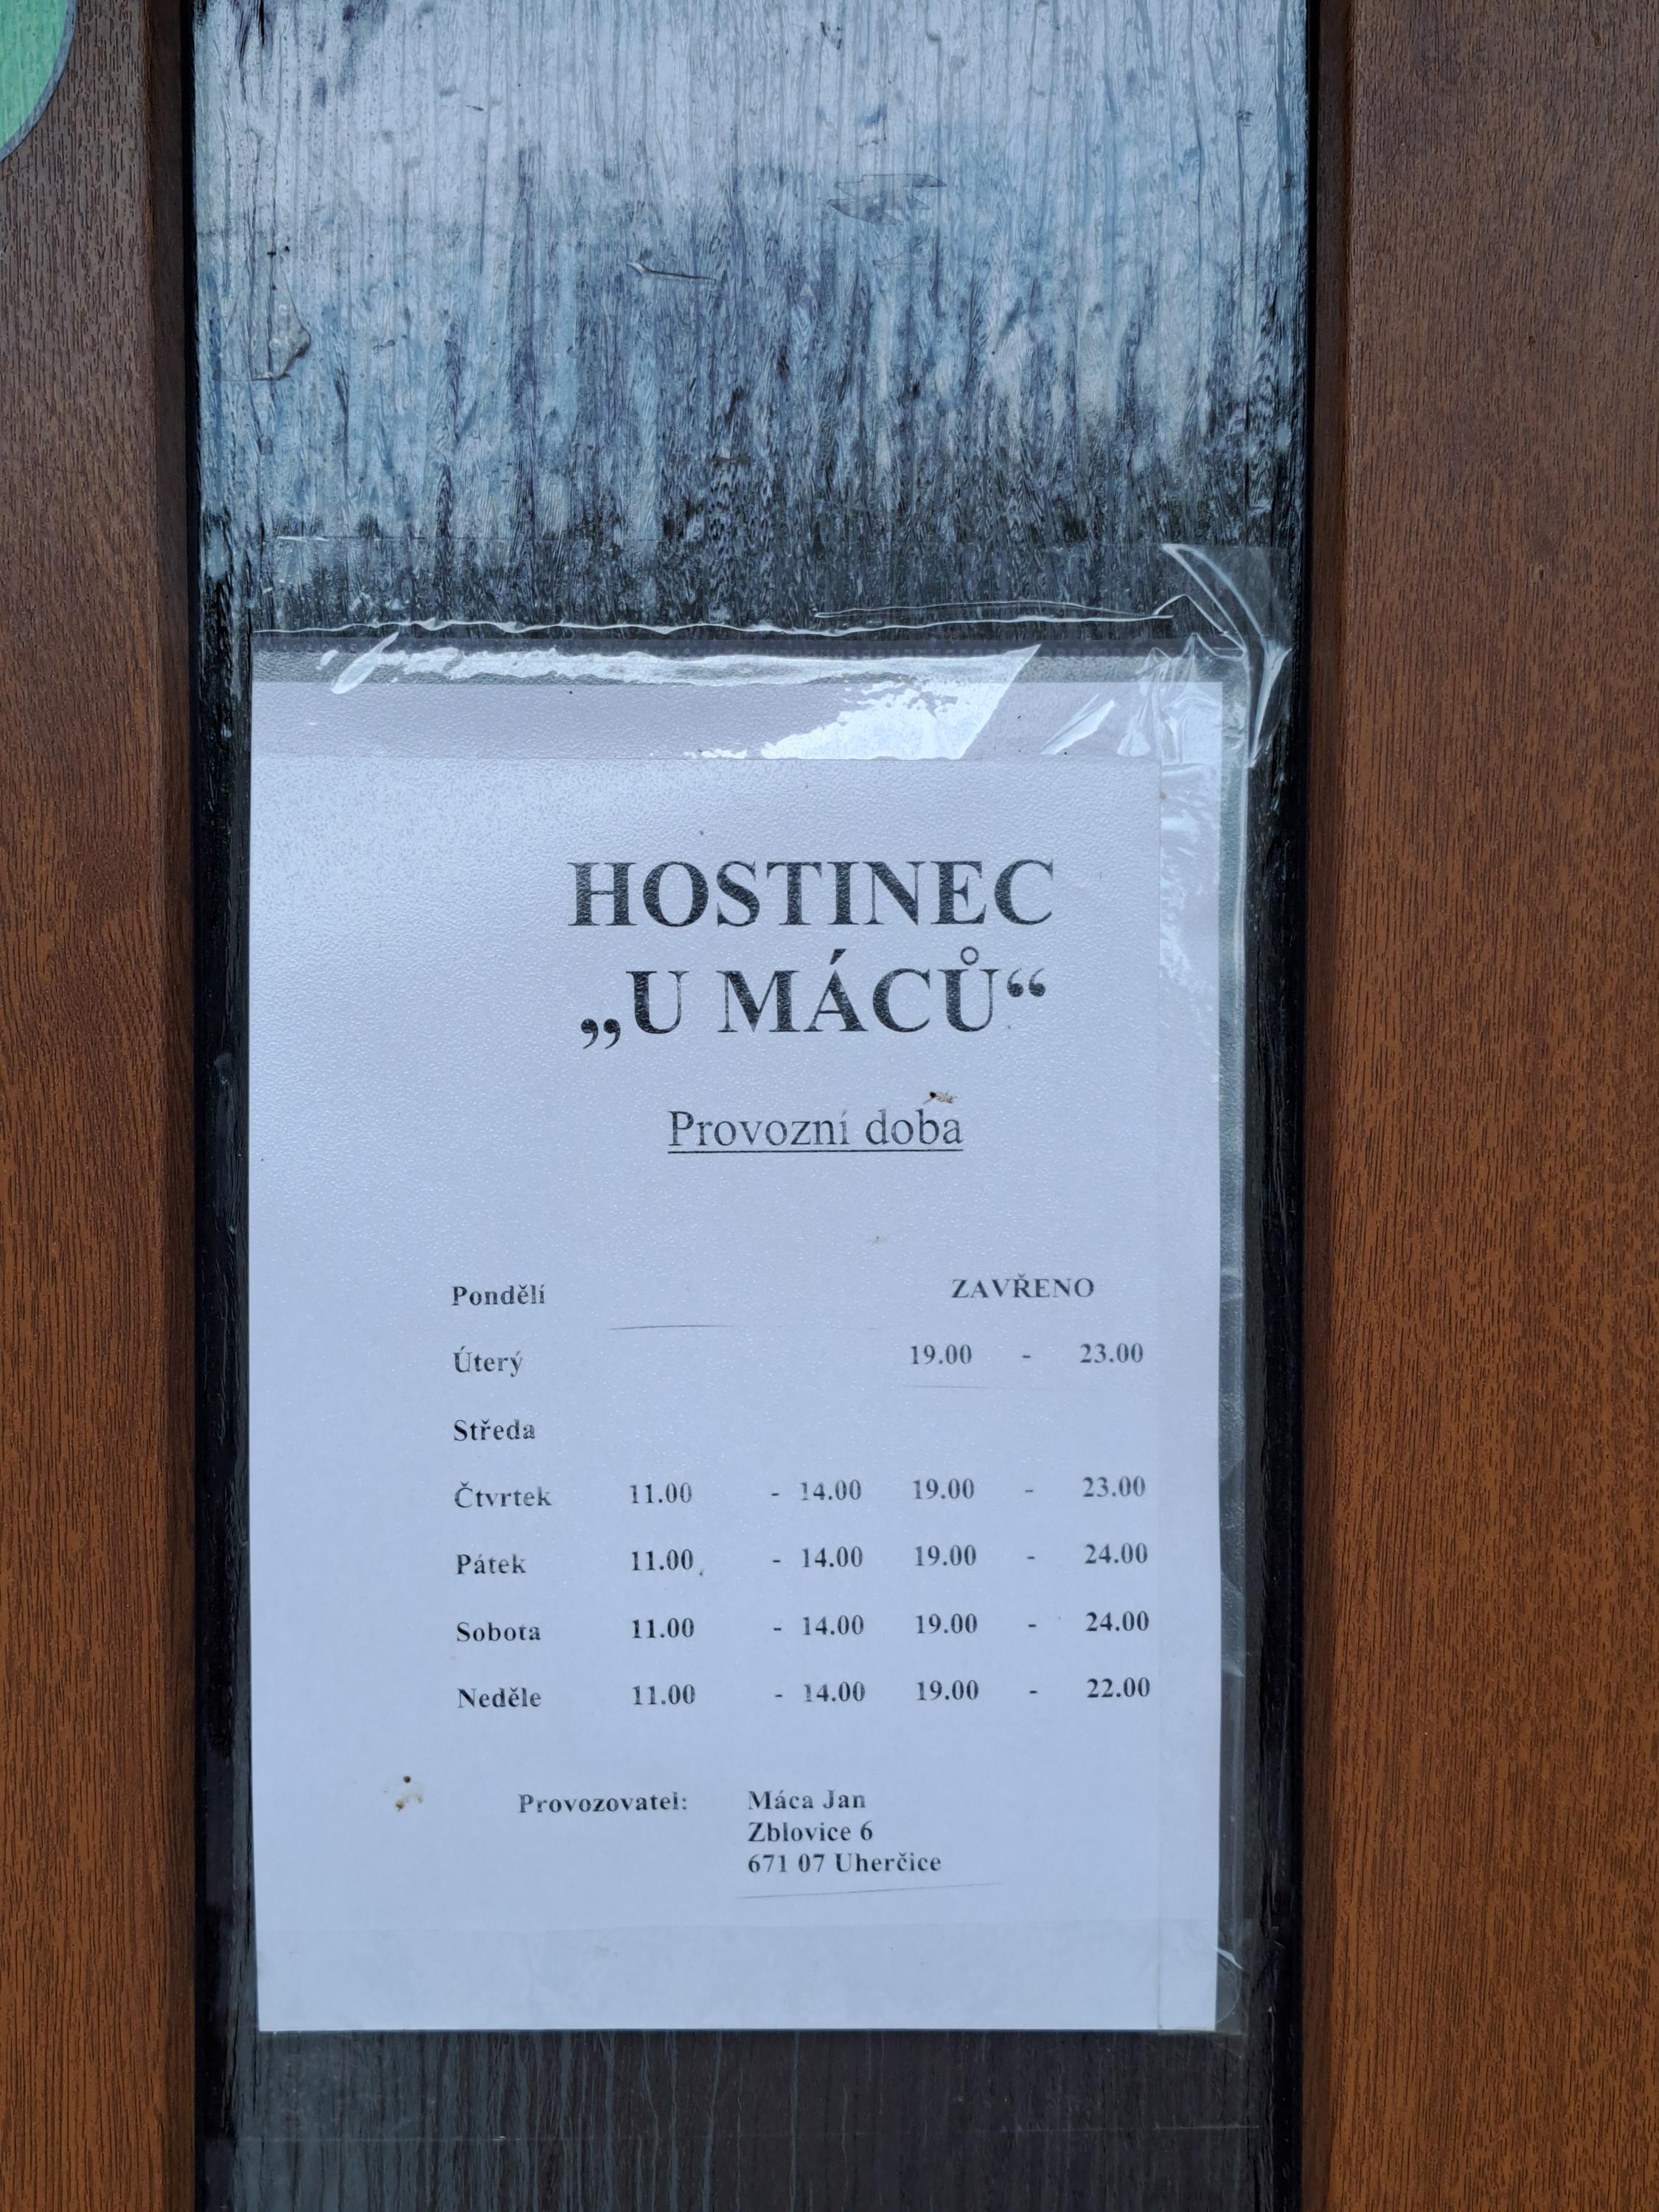 HOSTINEC
„U MÁCŮ“
Provozní doba
Pondělí ZAVŘENO
Úterý 19.00 - 23.00
Středa
Čtvrtek 11.00 - 14.00 19.00 - 23.00
Pátek 11.00 - 14.00 19.00 - 24.00
Sobota 11.00 - 14.00 19.00 - 24.00
Neděle 11.00 - 14.00 19.00 - 22.00
Provozovatel: Máca Jan
Zblovice 6
671 07 Uherčice